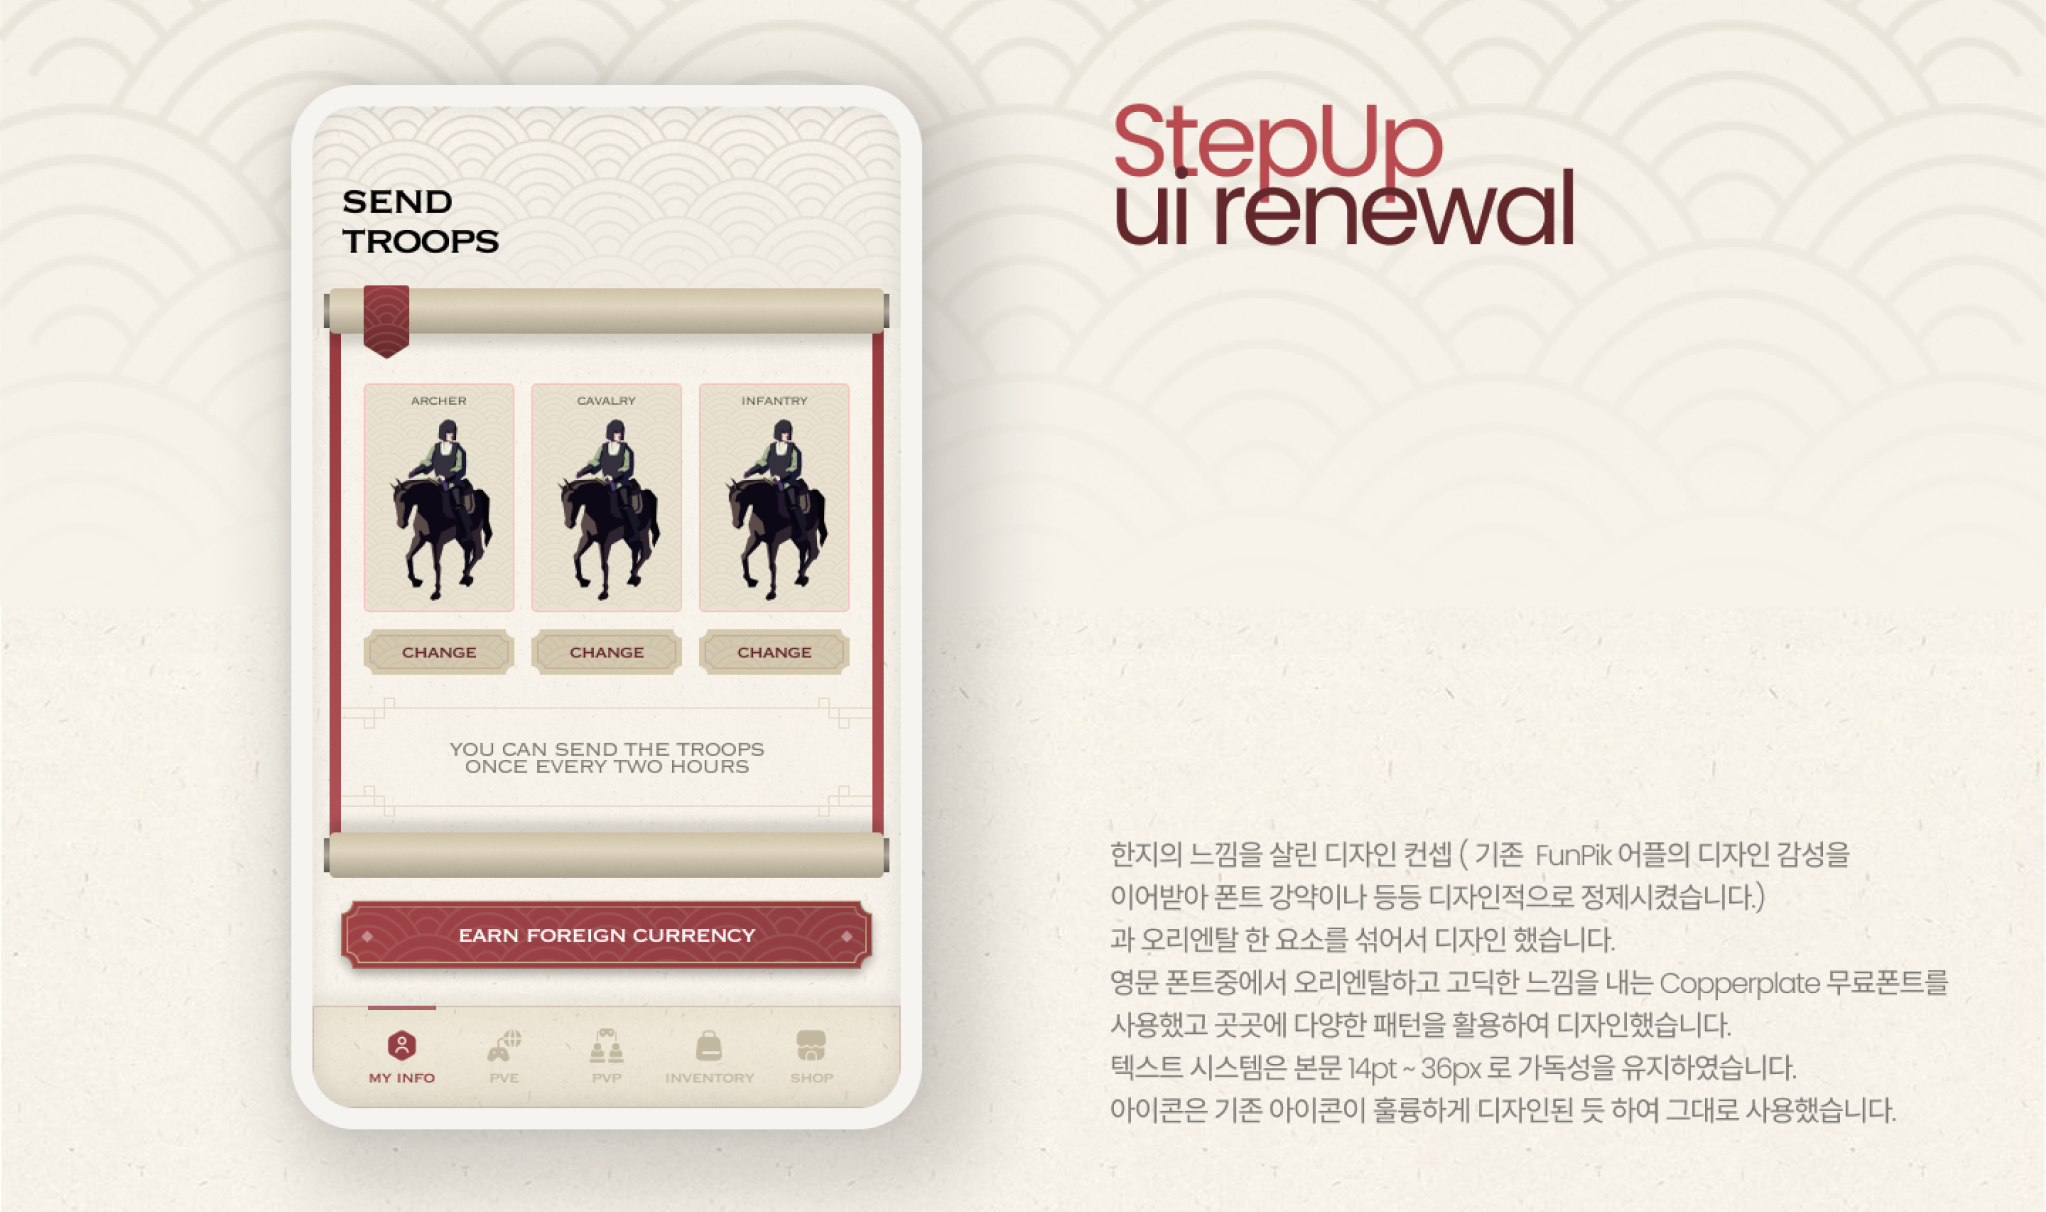 SEND
TROOPS
ARCHER
CAVALRY
INFANTRY
CHANGE
CHANGE
CHANGE
YOU CAN SEND THE TROOPS
ONCE EVERY TWO HOURS
EARN FOREIGN CURRENCY
MY INFO
PVE
PVP
INVENTORY
SHOP
StepUp
ui renewal
한지의 느낌을 살린 디자인 컨셉 ( 기존 FunPik 어플의 디자인 감성을
이어받아 폰트 강약이나 등등 디자인적으로 정제시켰습니다.)
과 오리엔탈 한 요소를 섞어서 디자인 했습니다.
영문 폰트중에서 오리엔탈하고 고딕한 느낌을 내는 Copperplate 무료폰트를
사용했고 곳곳에 다양한 패턴을 활용하여 디자인했습니다.
텍스트 시스템은 본문 14pt ~ 36px 로 가독성을 유지하였습니다.
아이콘은 기존 아이콘이 훌륭하게 디자인된 듯 하여 그대로 사용했습니다.